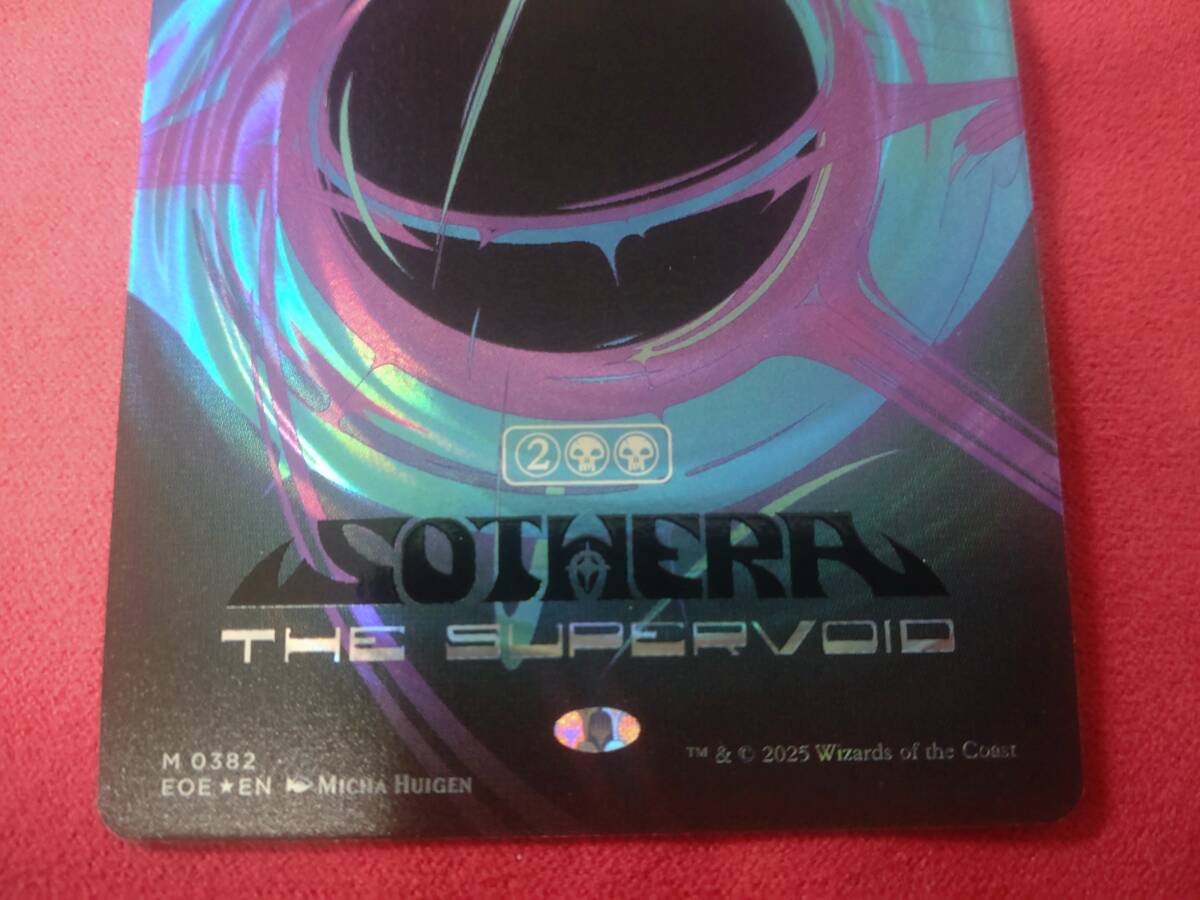 2
SOTHERA
THE SUPERVOID
M 0382
EOE★EN MICHA HUIGEN
™ & © 2025 Wizards of the Coast